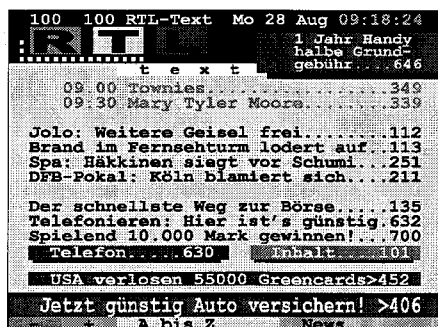 100 100 RTL-Text Mo 28 Aug 09:18:24
RTL
1 Jahr Handy
halbe Grund-
gebühr....646
text
09.00 Townies..................349
09:30 Mary Tyler Moore.........339
Jolo: Weitere Geisel frei.......112
Brand im Fernsehturm lodert auf..113
Spa: Häkkinen siegt vor Schumi...251
DFB-Pokal: Köln blamiert sich....211
Der schnellste Weg zur Börse.....135
Telefonieren: Hier ist's günstig.632
Spielend 10.000 Mark gewinnen!...700
Telefon.....630 Inhalt....101
USA verlosen 55000 Greencards>452
Jetzt günstig Auto versichern! >406
- + A bis Z News